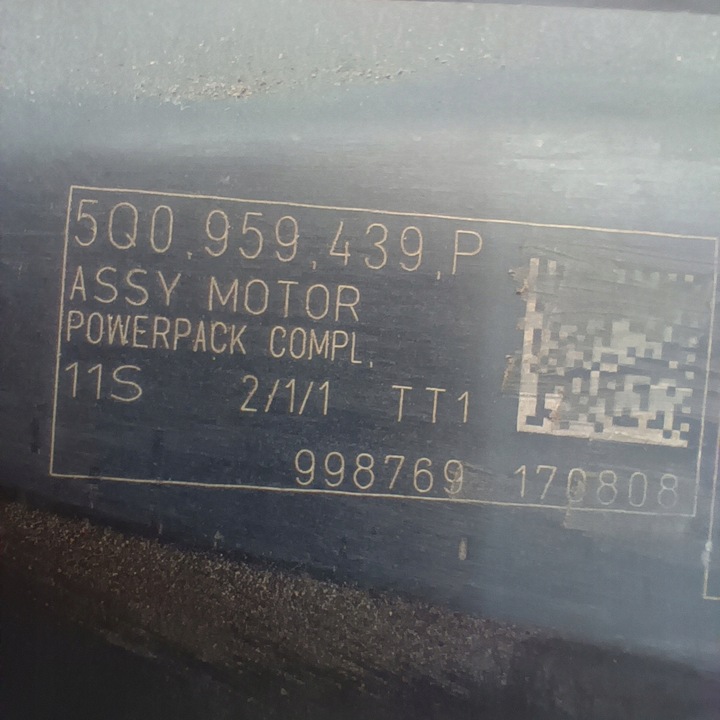 5Q0.959.439.P
ASSY MOTOR
POWERPACK COMPL.
11S 2/1/1 TT1
998769 170808